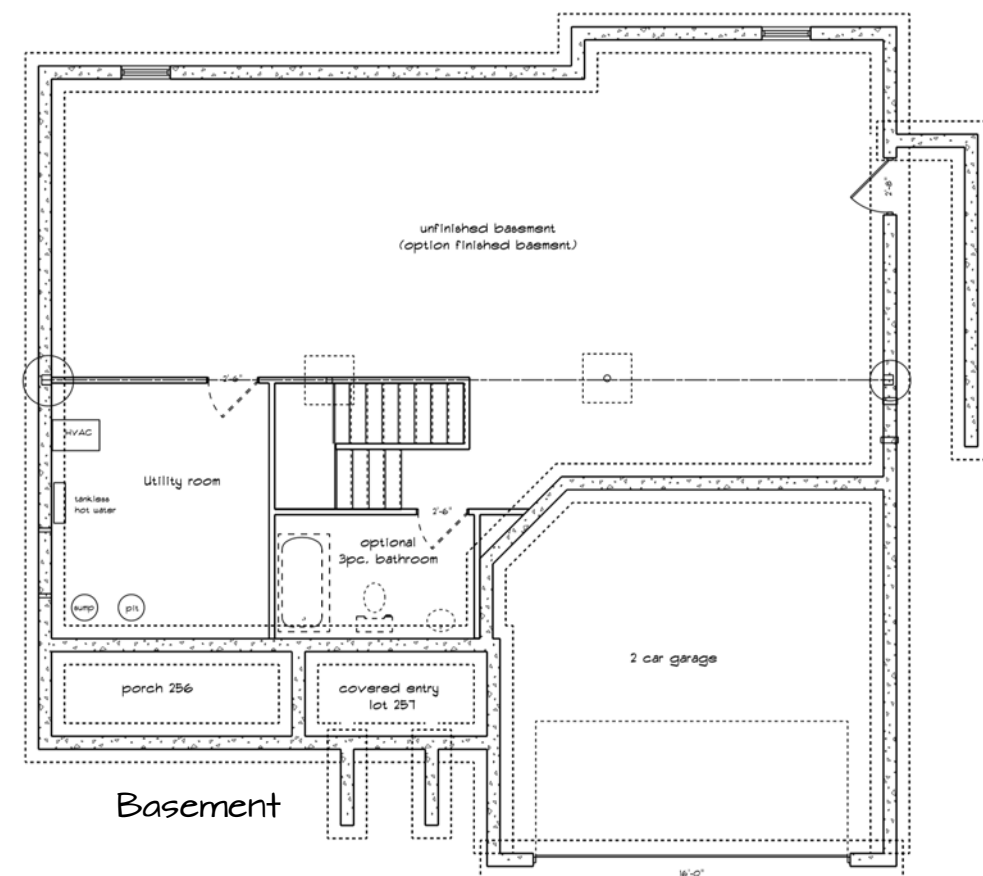 2'-8"
unfinished basement
(option finished basment)
2'-6"
HVAC
Utility room
tankless
hot water
2'-6"
optional
3pc. bathroom
sump
pit
2 car garage
porch 256
covered entry
lot 257
Basement
16'-0"